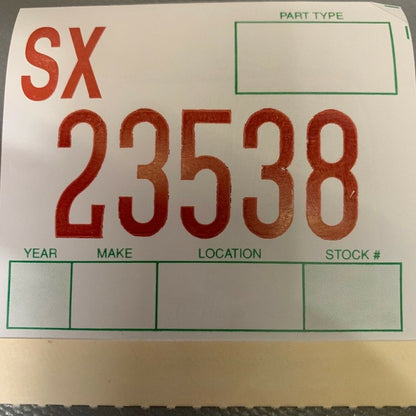 PART TYPE
SX
23538
YEAR MAKE LOCATION STOCK #